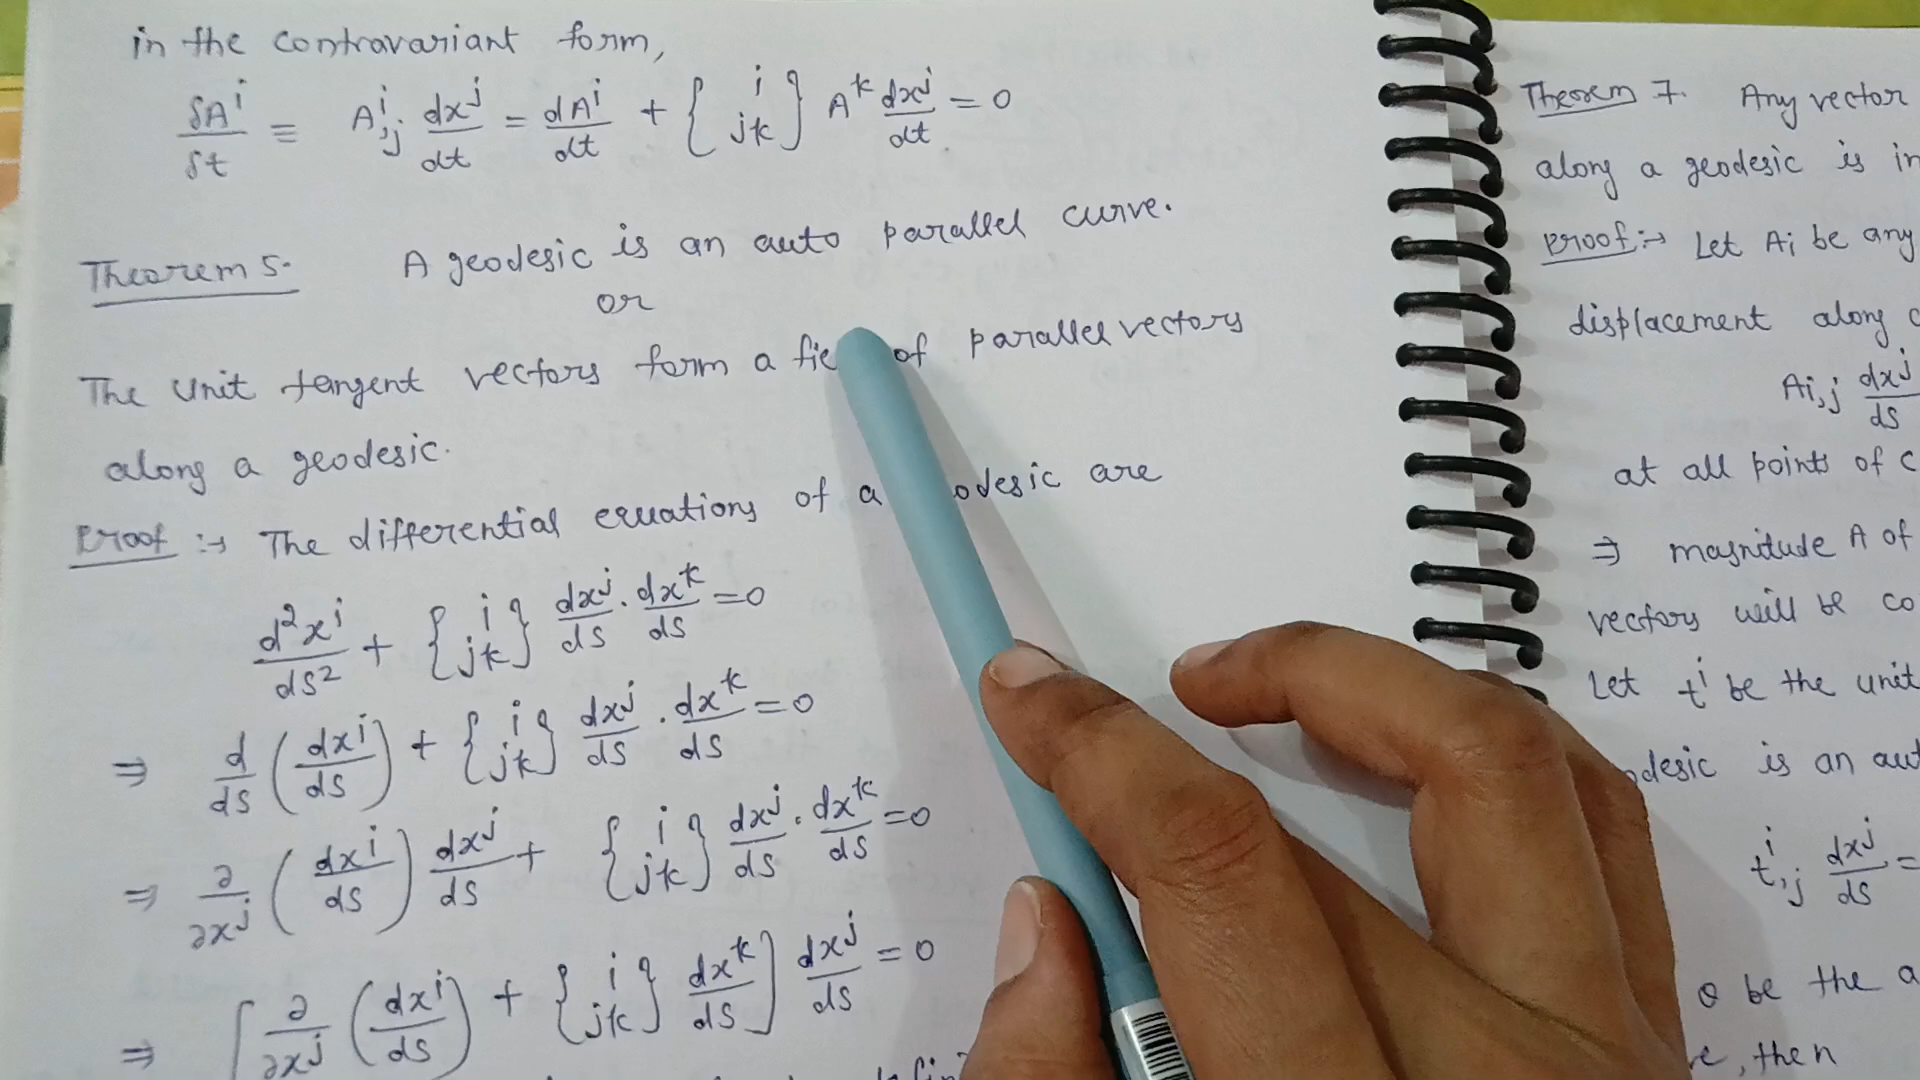 in the contravariant form,
δA^i/δt ≡ A^i,j dx^j/dt = dA^i/dt + {i jk} A^k dx^j/dt = 0
Theorem 5. A geodesic is an auto parallel curve.
or
The unit tangent vectors form a fie of parallel vectors
along a geodesic.
Proof :→ The differential equations of a odesic are
d²x^i/ds² + {i jk} dx^j/ds . dx^k/ds = 0
⇒ d/ds (dx^i/ds) + {i jk} dx^j/ds . dx^k/ds = 0
⇒ ∂/∂x^j (dx^i/ds) dx^j/ds + {i jk} dx^j/ds . dx^k/ds = 0
⇒ [∂/∂x^j (dx^i/ds) + {i jk} dx^k/ds] dx^j/ds = 0
Theorem 7. Any vector
along a geodesic is in
Proof :→ Let Ai be any
displacement along c
Ai,j dx^j/ds
at all points of c
⇒ magnitude A of
vectors will be co
Let t^i be the unit
odesic is an aut
t^i,j dx^j/ds =
θ be the a
e, then